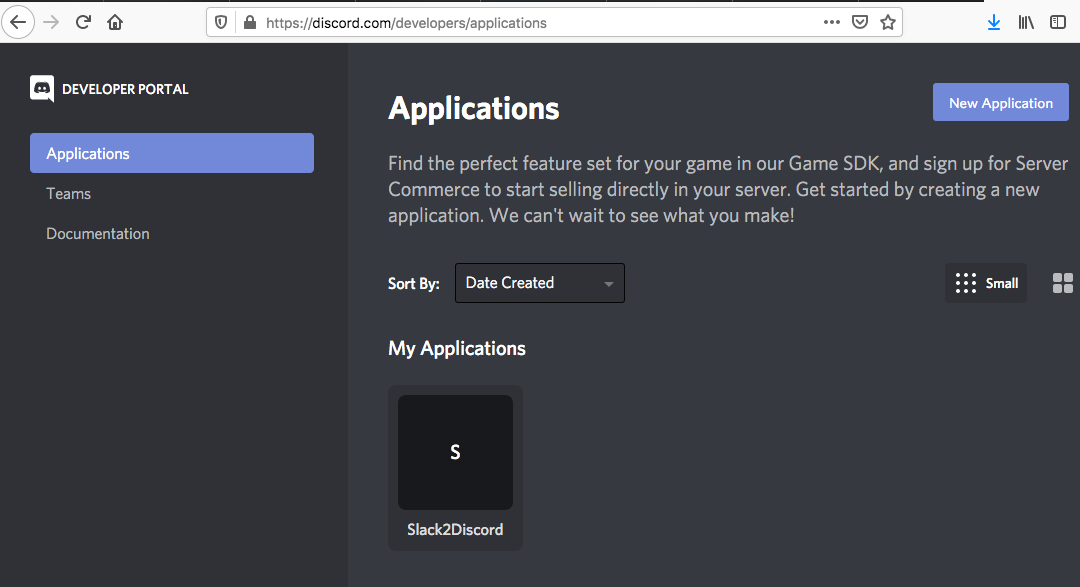 https://discord.com/developers/applications
DEVELOPER PORTAL
Applications
Teams
Documentation
Applications
New Application
Find the perfect feature set for your game in our Game SDK, and sign up for Server
Commerce to start selling directly in your server. Get started by creating a new
application. We can't wait to see what you make!
Sort By:
Date Created
Small
My Applications
S
Slack2Discord